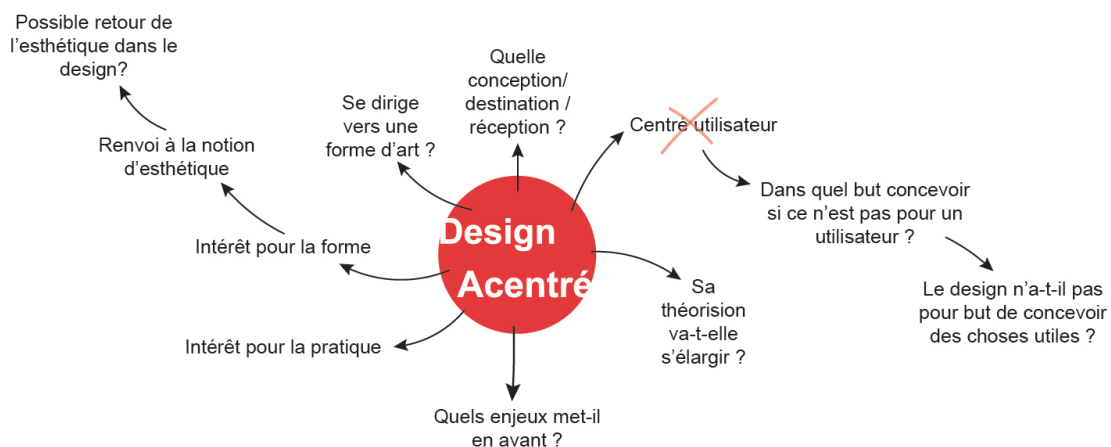 Possible retour de
l'esthétique dans le
design?
Renvoi à la notion
d'esthétique
Intérêt pour la forme
Intérêt pour la pratique
Se dirige
vers une
forme d'art ?
Quelle
conception/
destination /
réception ?
Centré utilisateur
Dans quel but concevoir
si ce n'est pas pour un
utilisateur ?
Le design n'a-t-il pas
pour but de concevoir
des choses utiles ?
Design
Acentré
Sa
théorision
va-t-elle
s'élargir ?
Quels enjeux met-il
en avant ?